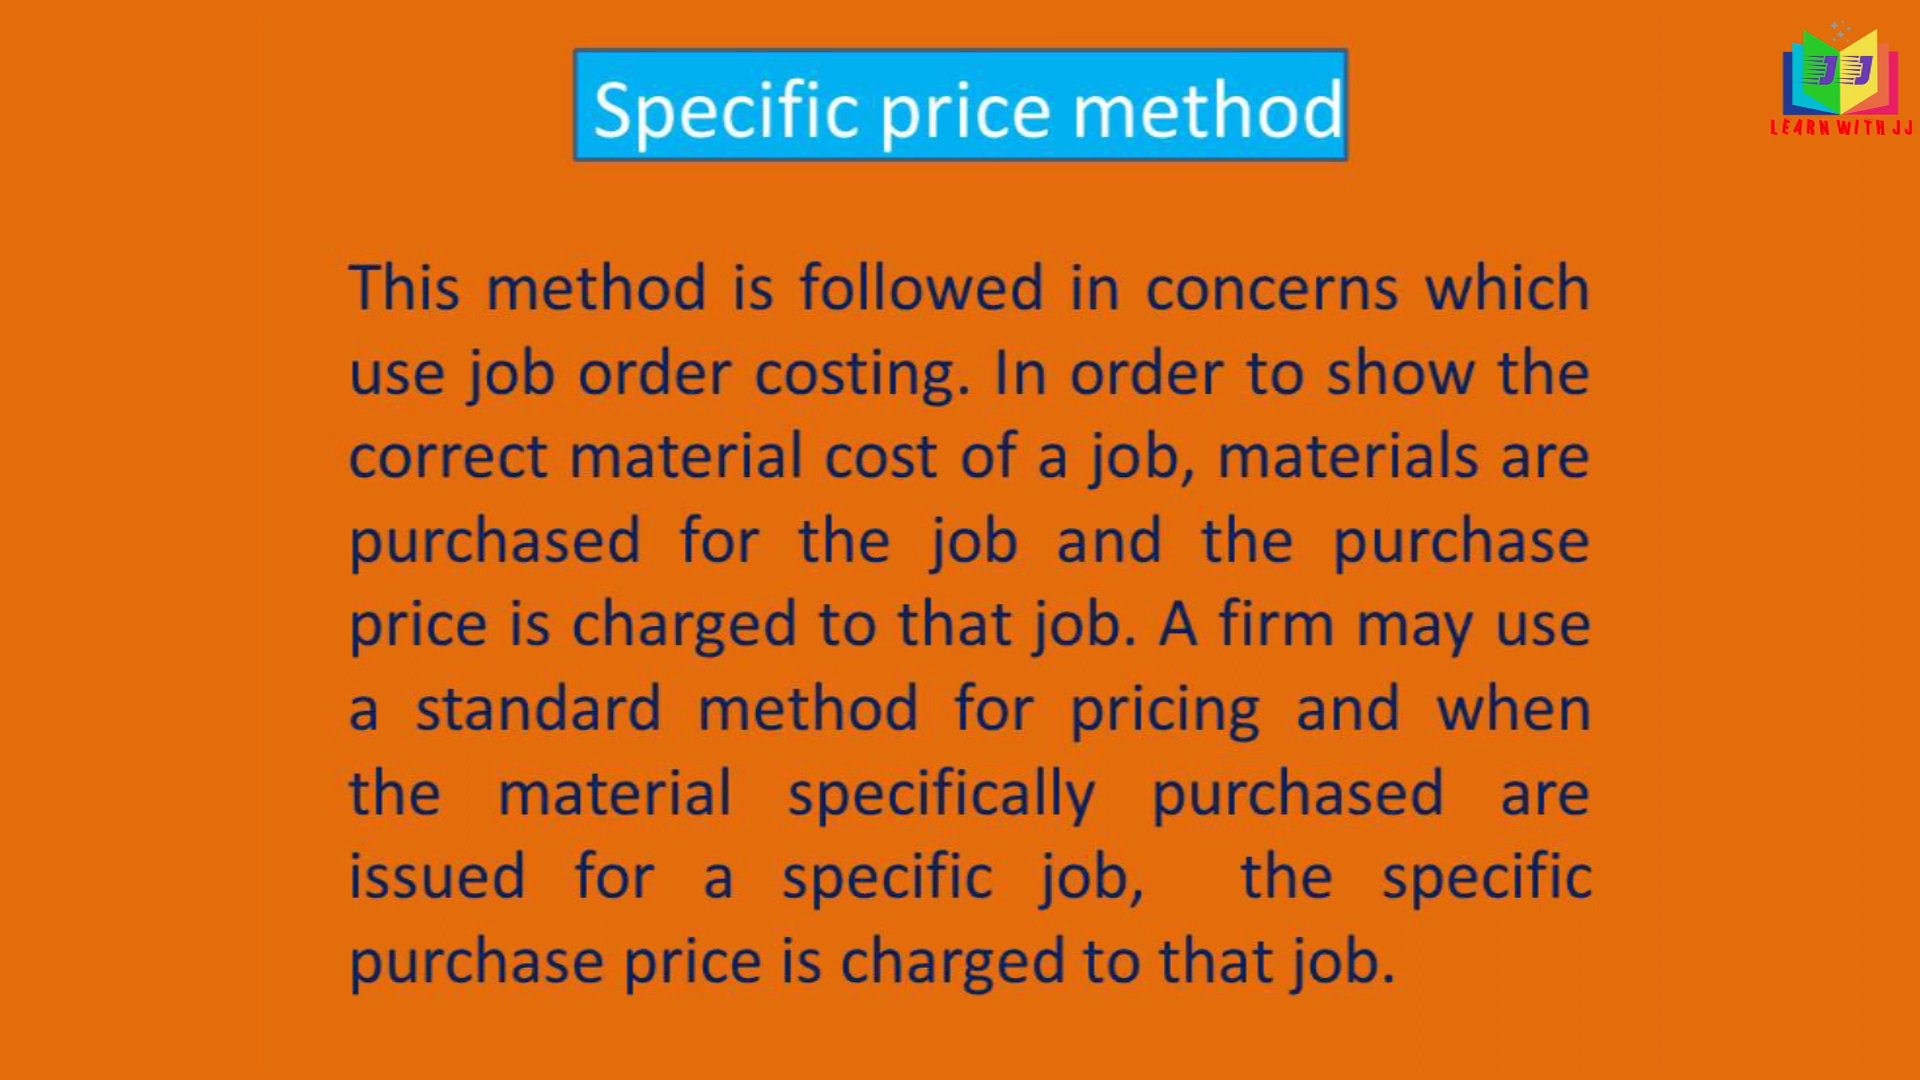 Specific price method
JJ
LEARN WITH JJ
This method is followed in concerns which
use job order costing. In order to show the
correct material cost of a job, materials are
purchased for the job and the purchase
price is charged to that job. A firm may use
a standard method for pricing and when
the material specifically purchased are
issued for a specific job, the specific
purchase price is charged to that job.